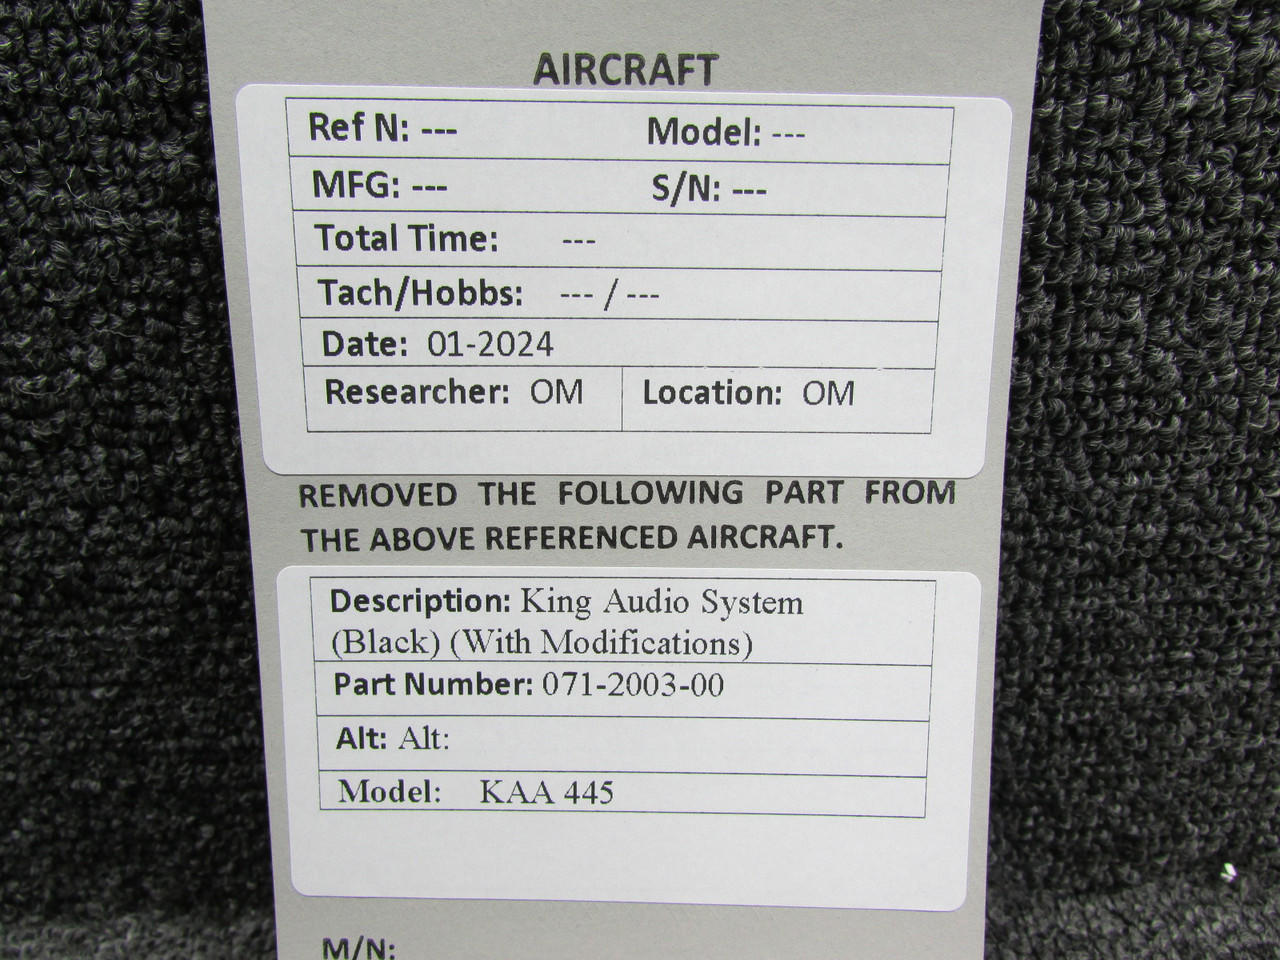 AIRCRAFT
Ref N: --- Model: ---
MFG: --- S/N: ---
Total Time: ---
Tach/Hobbs: --- / ---
Date: 01-2024
Researcher: OM Location: OM
REMOVED THE FOLLOWING PART FROM
THE ABOVE REFERENCED AIRCRAFT.
Description: King Audio System
(Black) (With Modifications)
Part Number: 071-2003-00
Alt: Alt:
Model: KAA 445
M/N: